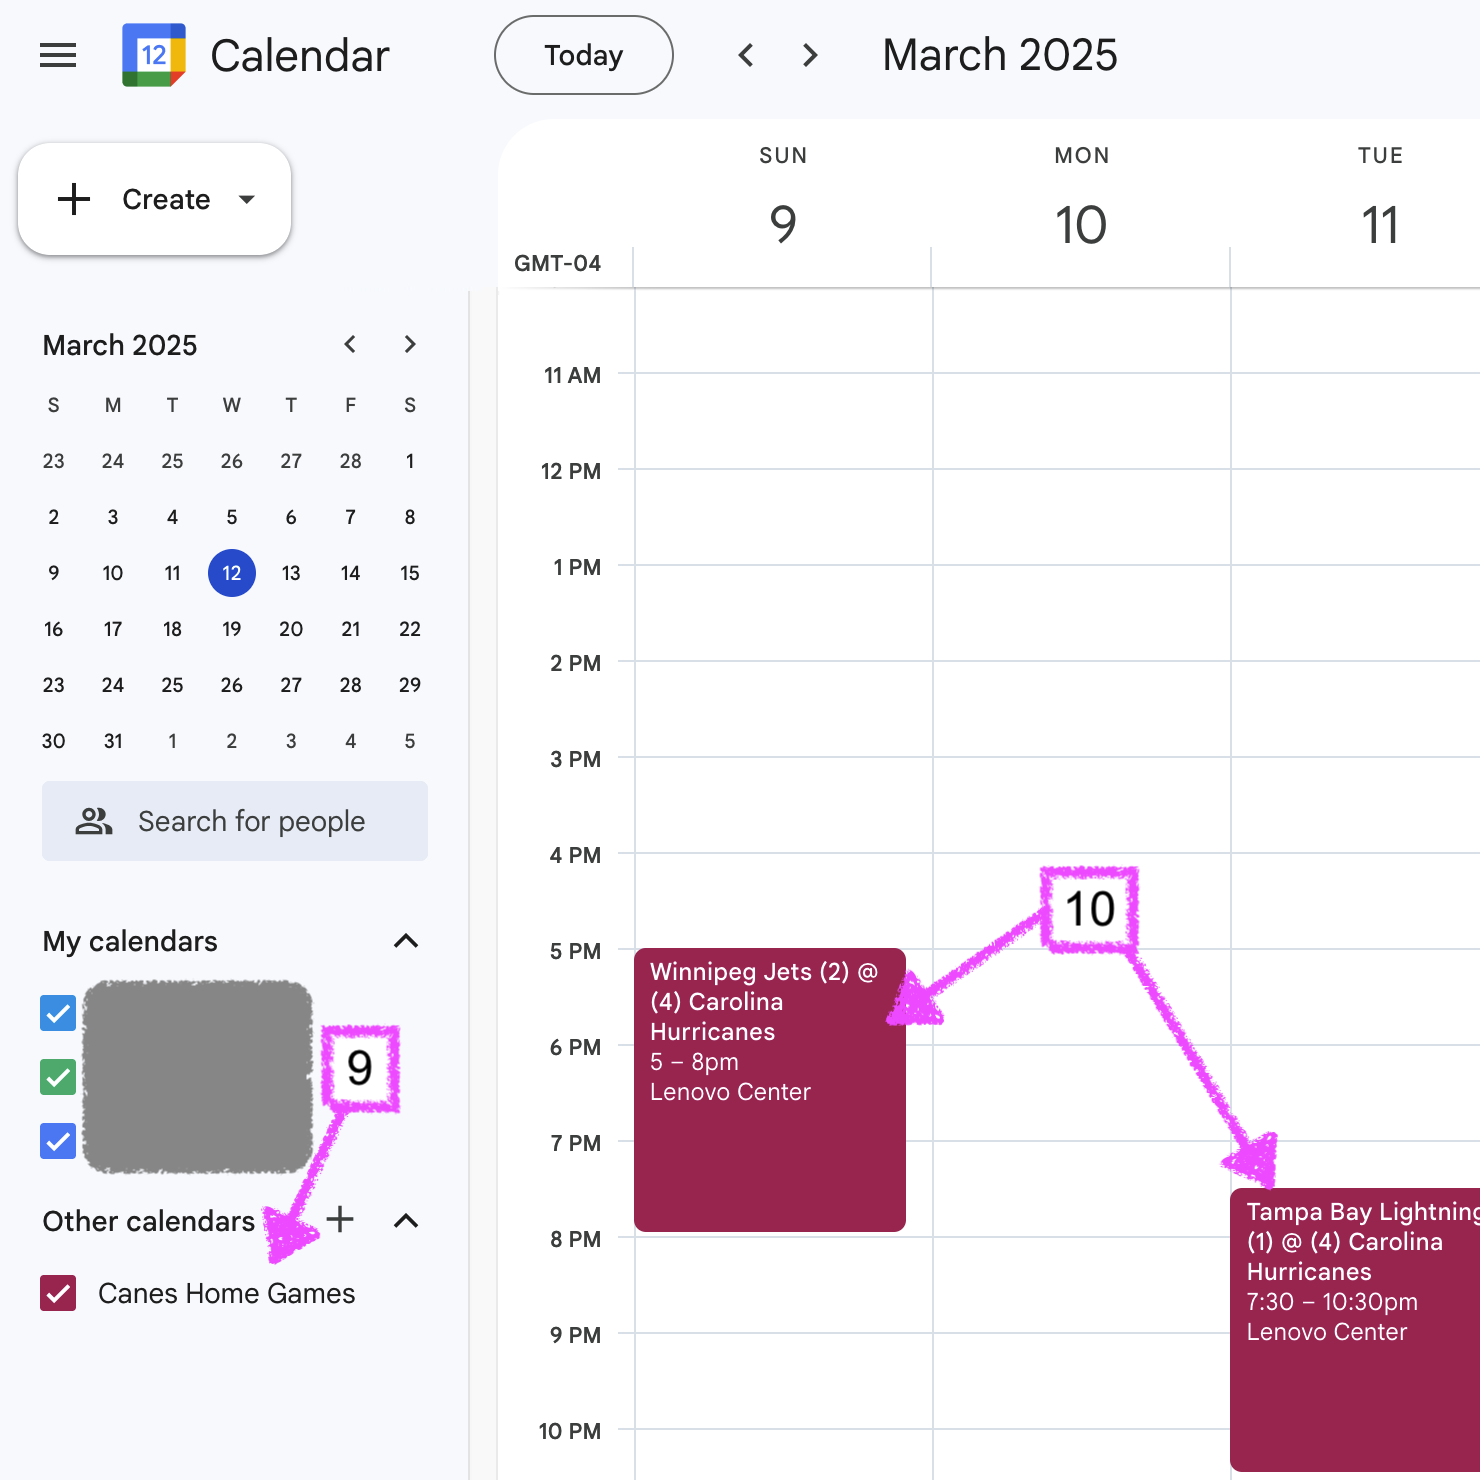 12 Calendar
Today
March 2025
Create
SUN
MON
TUE
9
10
11
GMT-04
March 2025
S M T W T F S
23 24 25 26 27 28 1
2 3 4 5 6 7 8
9 10 11 12 13 14 15
16 17 18 19 20 21 22
23 24 25 26 27 28 29
30 31 1 2 3 4 5
Search for people
My calendars
9
Other calendars
Canes Home Games
11 AM
12 PM
1 PM
2 PM
3 PM
4 PM
5 PM
6 PM
7 PM
8 PM
9 PM
10 PM
10
Winnipeg Jets (2) @
(4) Carolina
Hurricanes
5 – 8pm
Lenovo Center
Tampa Bay Lightning
(1) @ (4) Carolina
Hurricanes
7:30 – 10:30pm
Lenovo Center